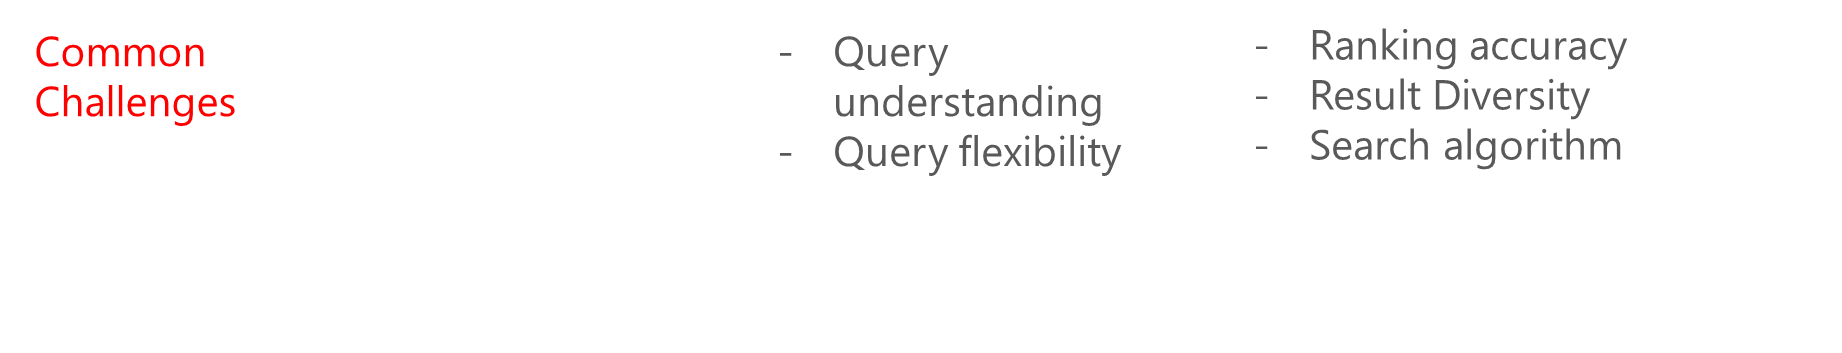 Common
Challenges
- Query
understanding
- Query flexibility
- Ranking accuracy
- Result Diversity
- Search algorithm